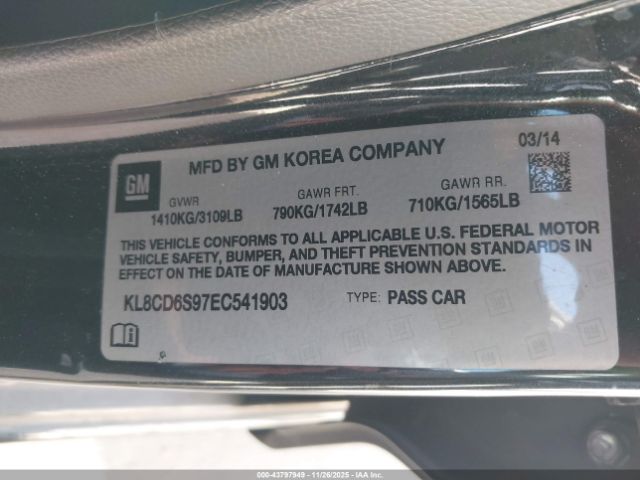 MFD BY GM KOREA COMPANY
03/14
GM
GVWR
1410KG/3109LB
GAWR FRT.
790KG/1742LB
GAWR RR.
710KG/1565LB
THIS VEHICLE CONFORMS TO ALL APPLICABLE U.S. FEDERAL MOTOR
VEHICLE SAFETY, BUMPER, AND THEFT PREVENTION STANDARDS IN
EFFECT ON THE DATE OF MANUFACTURE SHOWN ABOVE.
KL8CD6S97EC541903
TYPE: PASS CAR
000-43797949 | 11/26/2025 - IAAI.COM